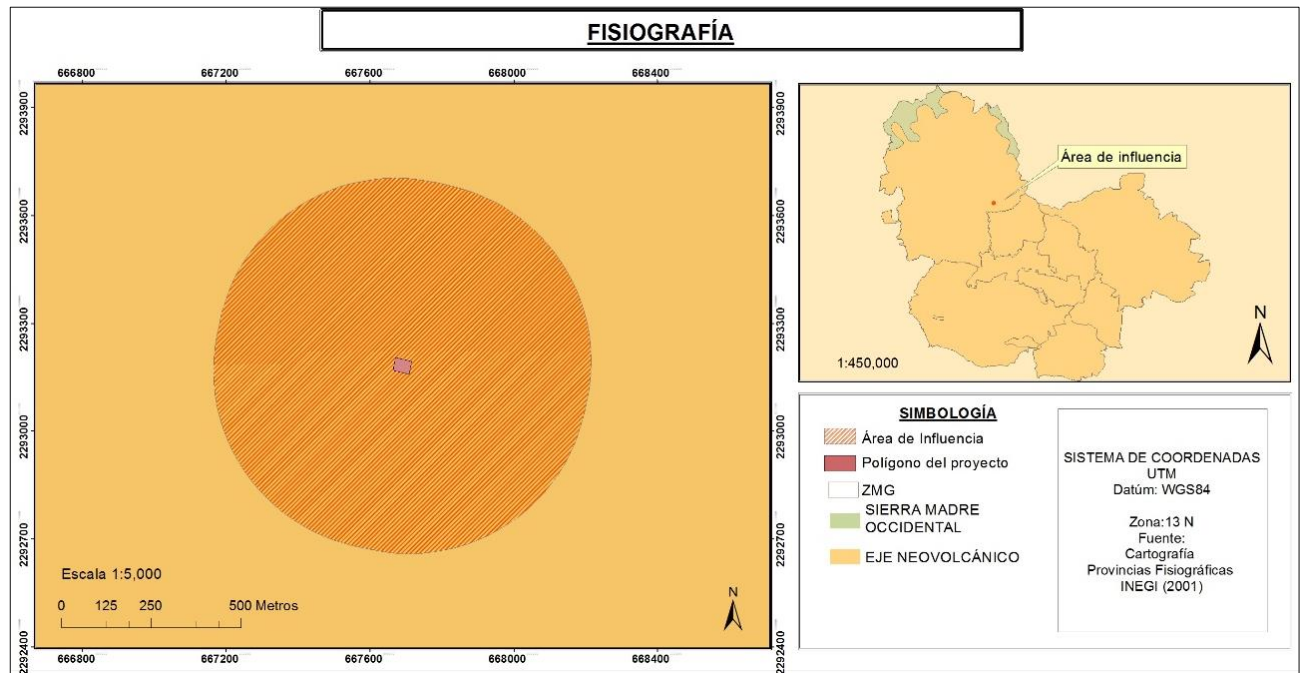 FISIOGRAFÍA
666800 667200 667600 668000 668400
2293900
2293600
2293300
2293000
2292700
2292400
2293900
2293600
2293300
2293000
2292700
2292400
Escala 1:5,000
0 125 250 500 Metros
N
666800 667200 667600 668000 668400
Área de influencia
1:450,000
N
SIMBOLOGÍA
Área de Influencia
Polígono del proyecto
ZMG
SIERRA MADRE
OCCIDENTAL
EJE NEOVOLCÁNICO
SISTEMA DE COORDENADAS
UTM
Datúm: WGS84
Zona:13 N
Fuente:
Cartografía
Provincias Fisiográficas
INEGI (2001)